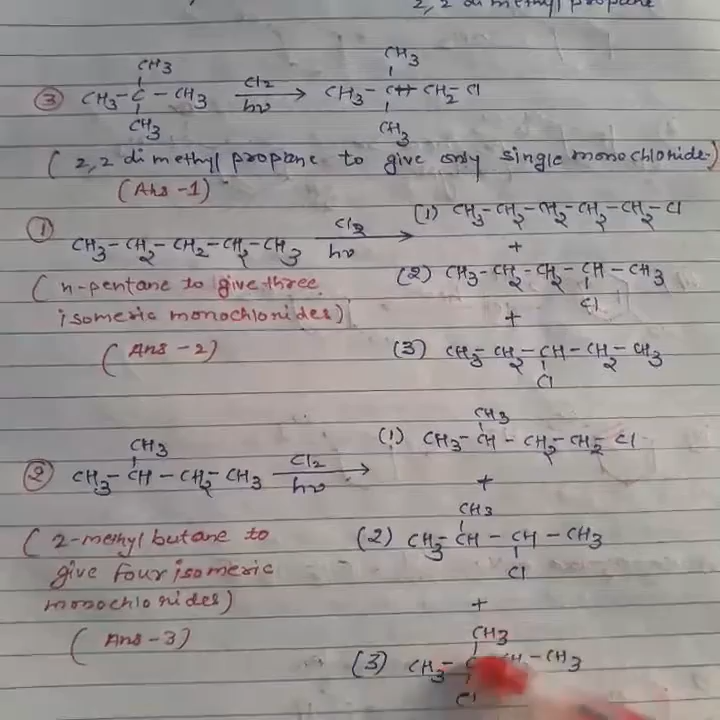 2,2 dimethyl propane
CH3
③ CH3-C-CH3 Cl2 hν → CH3-C-CH2-Cl
CH3
CH3
CH3
(2,2 dimethyl propane to give only single monochloride.)
(Ans-1)
① CH3-CH2-CH2-CH2-CH3 Cl2 hν → (1) CH3-CH2-CH2-CH2-CH2-Cl
+
(n-pentane to give three (2) CH3-CH2-CH2-CH-CH3
Cl
isomeric monochlorides) +
(Ans-2) (3) CH3-CH2-CH-CH2-CH3
Cl
CH3
(1) CH3-CH-CH2-CH2-Cl
CH3
② CH3-CH-CH2-CH3 Cl2 hν →
+
CH3
(2-methyl butane to (2) CH3-CH-CH-CH3
Cl
give four isomeric
monochlorides) +
(Ans-3) CH3
(3) CH3- -CH3
Cl